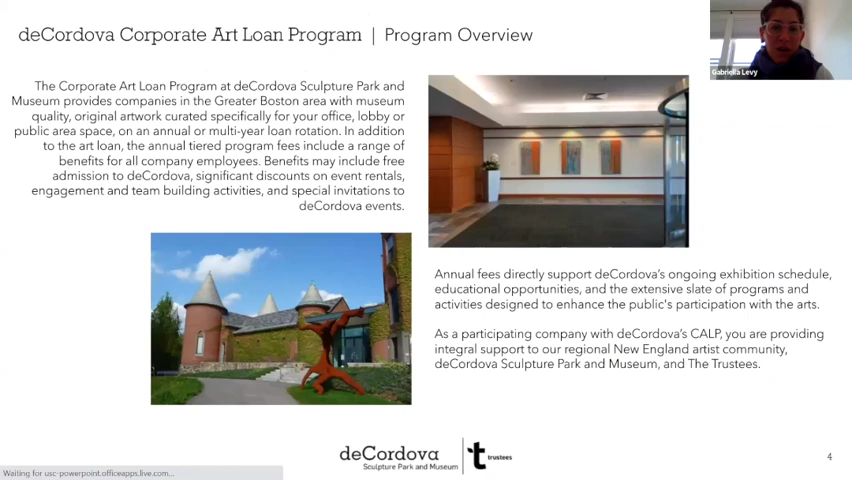 deCordova Corporate Art Loan Program | Program Overview
Gabriella Levy
The Corporate Art Loan Program at deCordova Sculpture Park and
Museum provides companies in the Greater Boston area with museum
quality, original artwork curated specifically for your office, lobby or
public area space, on an annual or multi-year loan rotation. In addition
to the art loan, the annual tiered program fees include a range of
benefits for all company employees. Benefits may include free
admission to deCordova, significant discounts on event rentals,
engagement and team building activities, and special invitations to
deCordova events.
Annual fees directly support deCordova's ongoing exhibition schedule,
educational opportunities, and the extensive slate of programs and
activities designed to enhance the public's participation with the arts.
As a participating company with deCordova's CALP, you are providing
integral support to our regional New England artist community,
deCordova Sculpture Park and Museum, and The Trustees.
deCordova
Sculpture Park and Museum
t trustees
4
Waiting for usc-powerpoint.officeapps.live.com...